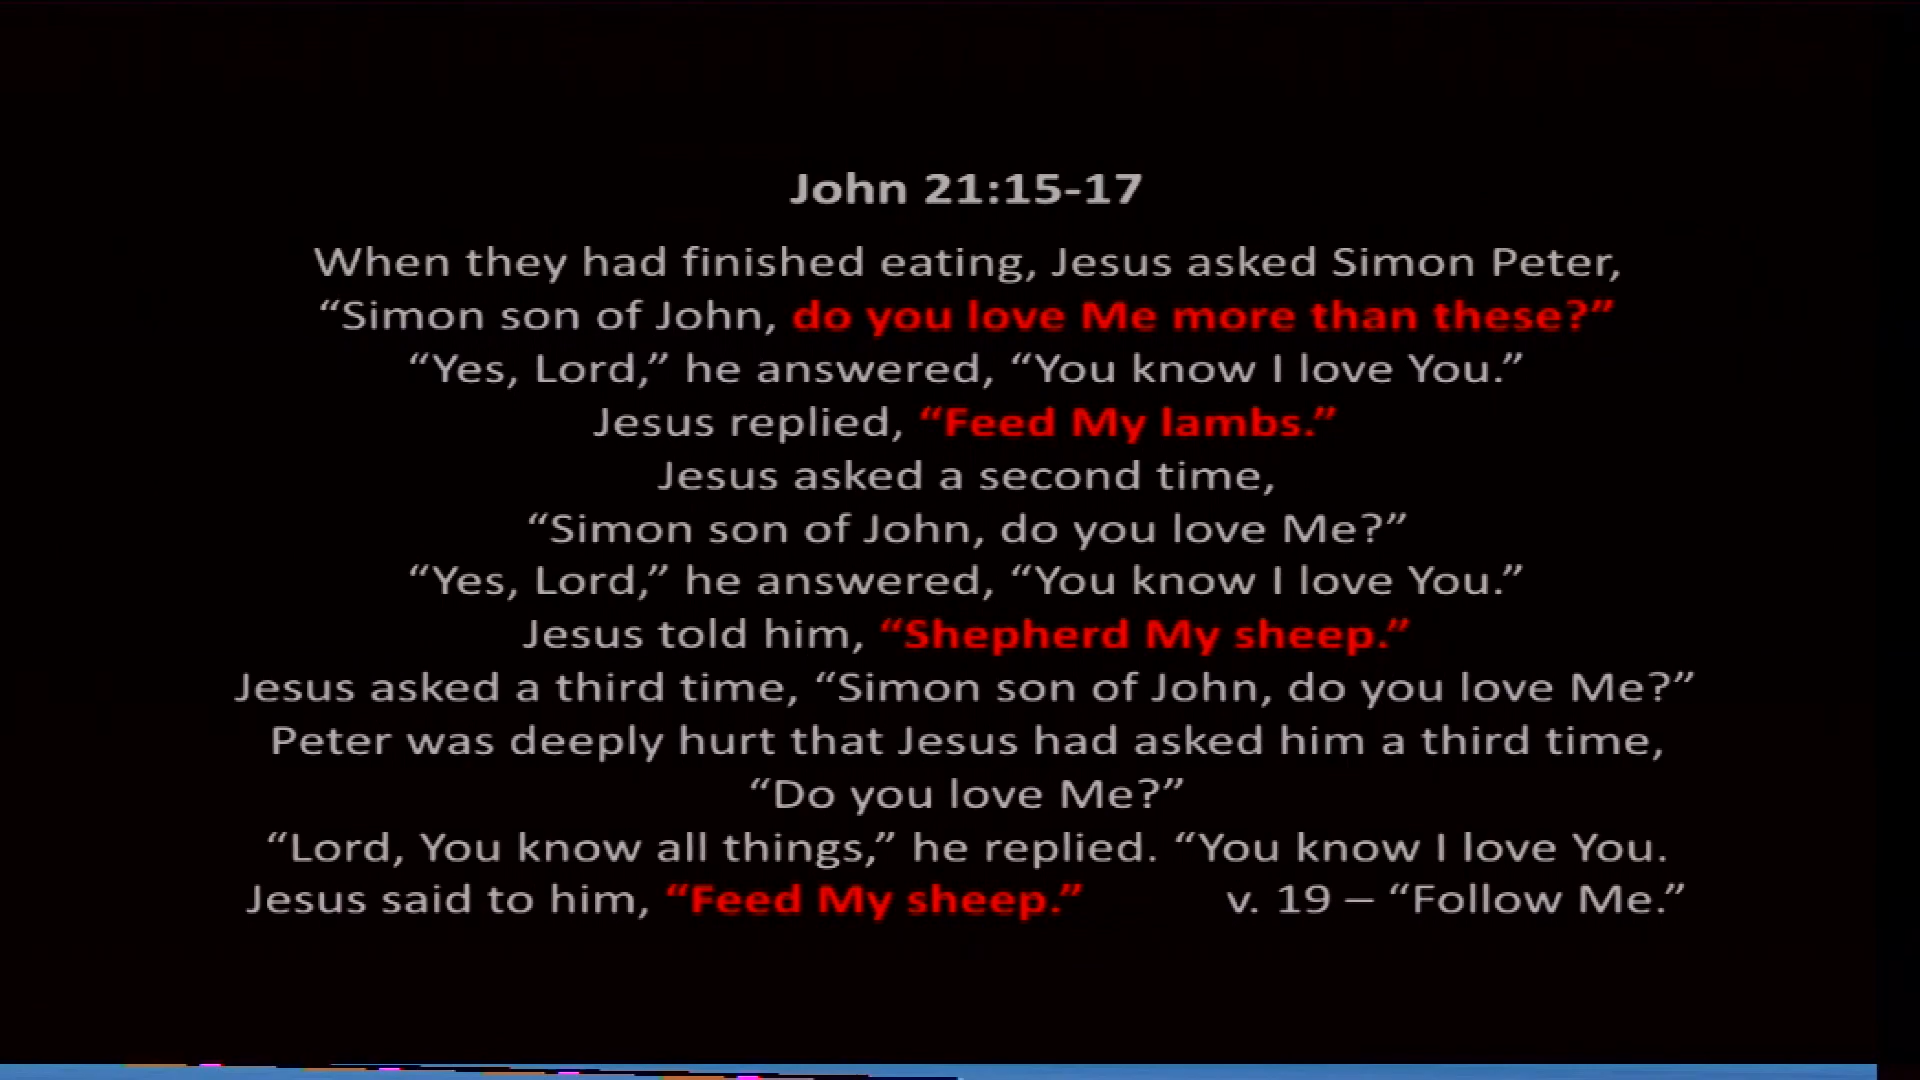 John 21:15-17
When they had finished eating, Jesus asked Simon Peter,
“Simon son of John, do you love Me more than these?”
“Yes, Lord,” he answered, “You know I love You.”
Jesus replied, “Feed My lambs.”
Jesus asked a second time,
“Simon son of John, do you love Me?”
“Yes, Lord,” he answered, “You know I love You.”
Jesus told him, “Shepherd My sheep.”
Jesus asked a third time, “Simon son of John, do you love Me?”
Peter was deeply hurt that Jesus had asked him a third time,
“Do you love Me?”
“Lord, You know all things,” he replied. “You know I love You.
Jesus said to him, “Feed My sheep.” v. 19 – “Follow Me.”